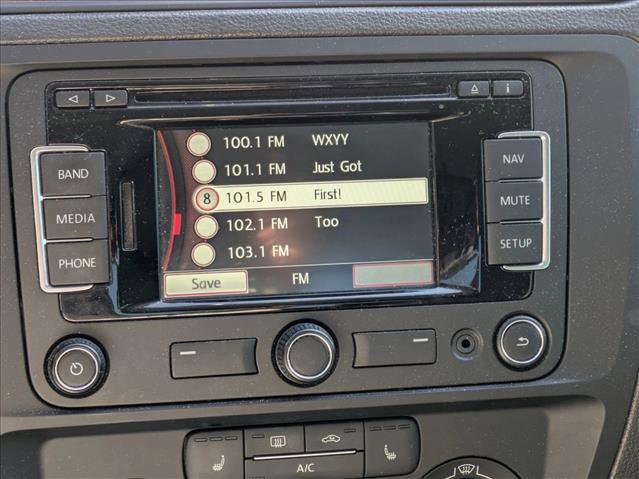 i
100.1 FM WXYY
101.1 FM Just Got
8 101.5 FM First!
102.1 FM Too
103.1 FM
Save FM
BAND
MEDIA
PHONE
NAV
MUTE
SETUP
A/C